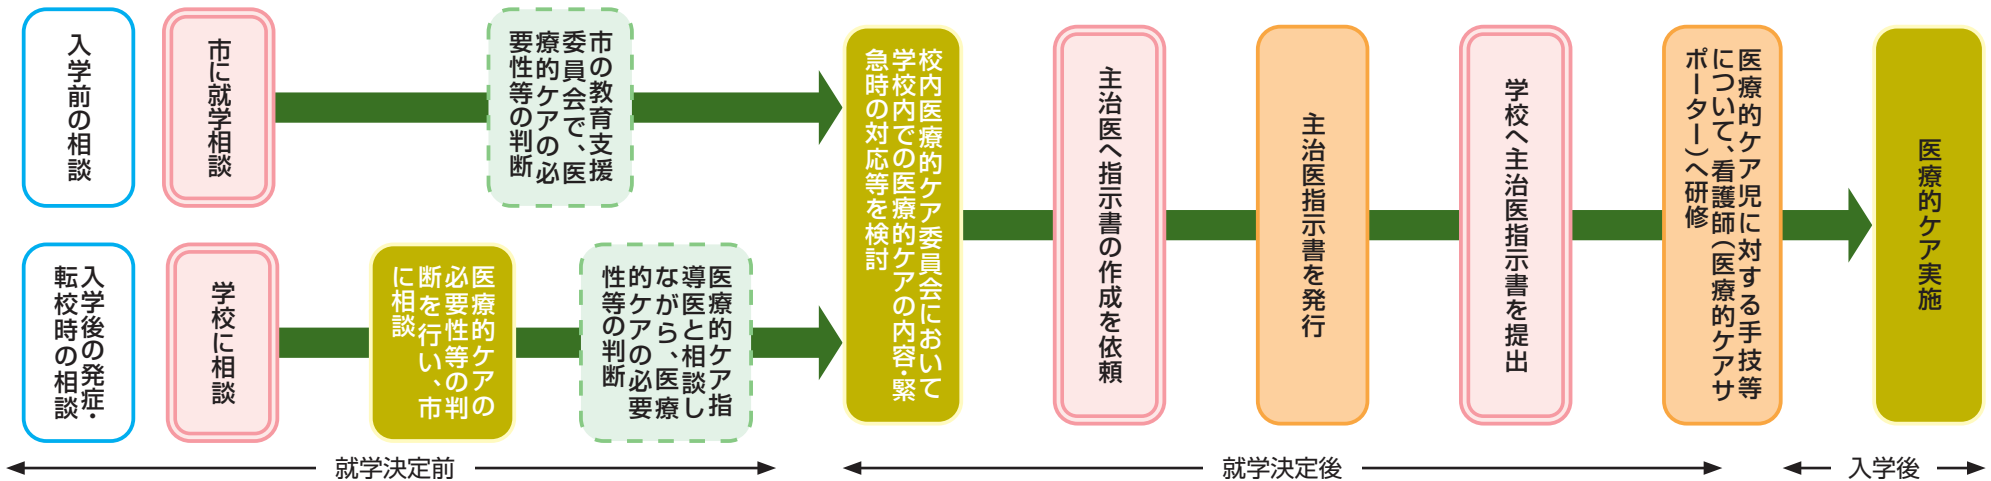 入学前の相談
市に就学相談
市の教育支援
委員会で、医
療的ケアの必
要性等の判断
入学後の発症・
転校時の相談
学校に相談
医療的ケアの
必要性等の判
断を行い、市
に相談
医療的ケア指
導医と相談し
ながら、医療
的ケアの必要
性等の判断
校内医療的ケア委員会において
学校内での医療的ケアの内容・緊
急時の対応等を検討
主治医へ指示書の作成を依頼
主治医指示書を発行
学校へ主治医指示書を提出
医療的ケア児に対する手技等
について、看護師（医療的ケアサ
ポーター）へ研修
医療的ケア実施
就学決定前
就学決定後
入学後